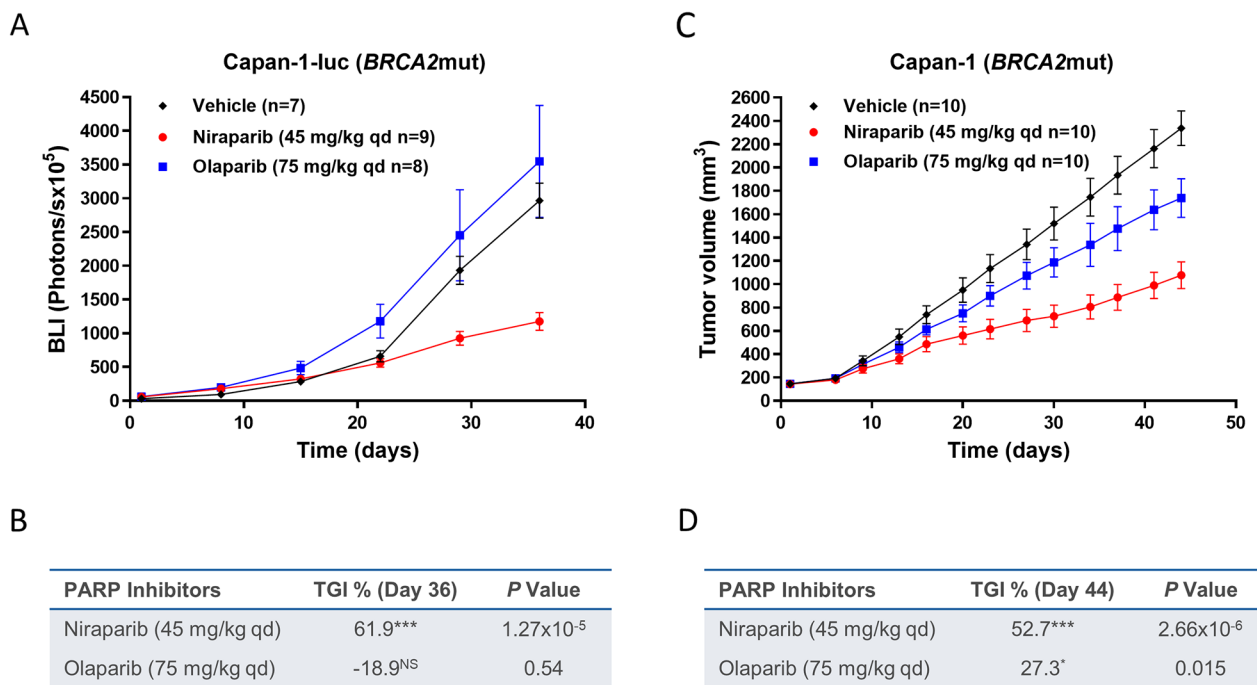 A
Capan-1-luc (BRCA2mut)
Vehicle (n=7)
Niraparib (45 mg/kg qd n=9)
Olaparib (75 mg/kg qd n=8)
BLI (Photons/sx10⁵)
4500
4000
3500
3000
2500
2000
1500
1000
500
0
0 10 20 30 40
Time (days)
C
Capan-1 (BRCA2mut)
Vehicle (n=10)
Niraparib (45 mg/kg qd n=10)
Olaparib (75 mg/kg qd n=10)
Tumor volume (mm³)
2600
2400
2200
2000
1800
1600
1400
1200
1000
800
600
400
200
0
0 10 20 30 40 50
Time (days)
B
PARP Inhibitors TGI % (Day 36) P Value
Niraparib (45 mg/kg qd) 61.9*** 1.27x10⁻⁵
Olaparib (75 mg/kg qd) -18.9ᴺˢ 0.54
D
PARP Inhibitors TGI % (Day 44) P Value
Niraparib (45 mg/kg qd) 52.7*** 2.66x10⁻⁶
Olaparib (75 mg/kg qd) 27.3* 0.015